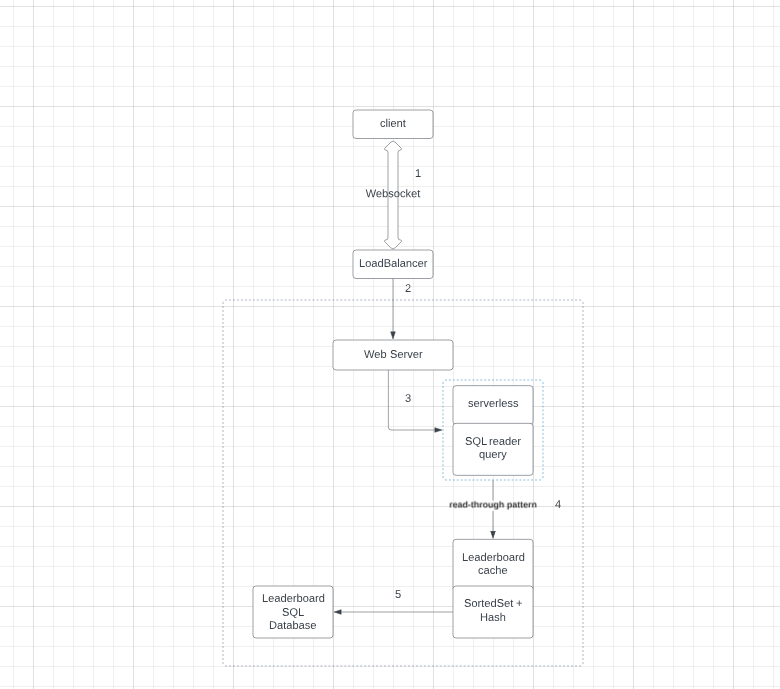 client
1
Websocket
LoadBalancer
2
Web Server
3
serverless
SQL reader
query
read-through pattern
4
Leaderboard
cache
SortedSet +
Hash
5
Leaderboard
SQL
Database